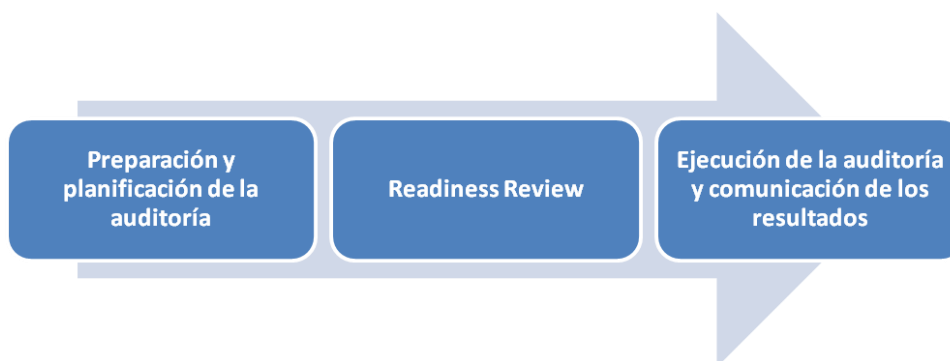 Preparación y
planificación de la
auditoría
Readiness Review
Ejecución de la auditoría
y comunicación de los
resultados